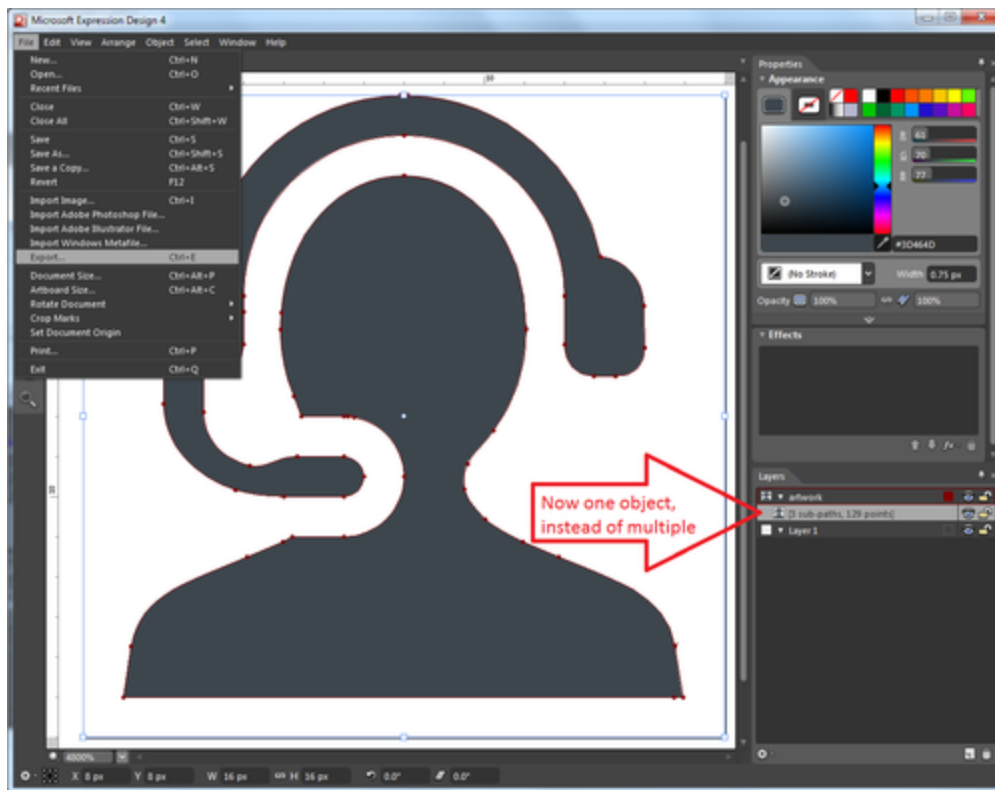 Microsoft Expression Design 4
File Edit View Arrange Object Select Window Help
New... Ctrl+N
Open... Ctrl+O
Recent Files
Close Ctrl+W
Close All Ctrl+Shift+W
Save Ctrl+S
Save As... Ctrl+Shift+S
Save a Copy... Ctrl+Alt+S
Revert F12
Import Image... Ctrl+I
Import Adobe Photoshop File...
Import Adobe Illustrator File...
Import Windows Metafile...
Export... Ctrl+E
Document Size... Ctrl+Alt+P
Artboard Size... Ctrl+Alt+C
Rotate Document
Crop Marks
Set Document Origin
Print... Ctrl+P
Exit Ctrl+Q
Properties
Appearance
R 61
G 70
B 77
#3D464D
(No Stroke) Width 0.75 px
Opacity 100% 100%
Effects
fx
Layers
artwork
[3 sub-paths, 129 points]
Layer 1
Now one object,
instead of multiple
4800%
X 8 px Y 8 px W 16 px H 16 px 0.0° 0.0°